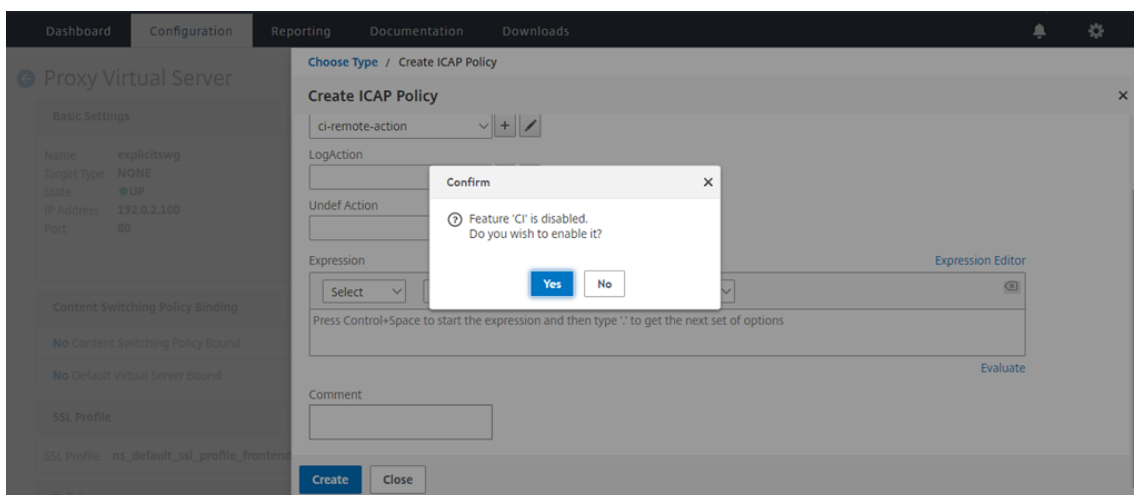 Dashboard Configuration Reporting Documentation Downloads
Proxy Virtual Server
Basic Settings
Name explicitswg
Target Type NONE
State UP
IP Address 192.0.2.100
Port 80
Content Switching Policy Binding
No Content Switching Policy Bound
No Default Virtual Server Bound
SSL Profile
SSL Profile ns_default_ssl_profile_frontend
Choose Type / Create ICAP Policy
Create ICAP Policy
ci-remote-action
LogAction
Undef Action
Expression Expression Editor
Select
Press Control+Space to start the expression and then type '.' to get the next set of options
Evaluate
Comment
Create Close
Confirm
Feature 'CI' is disabled.
Do you wish to enable it?
Yes No